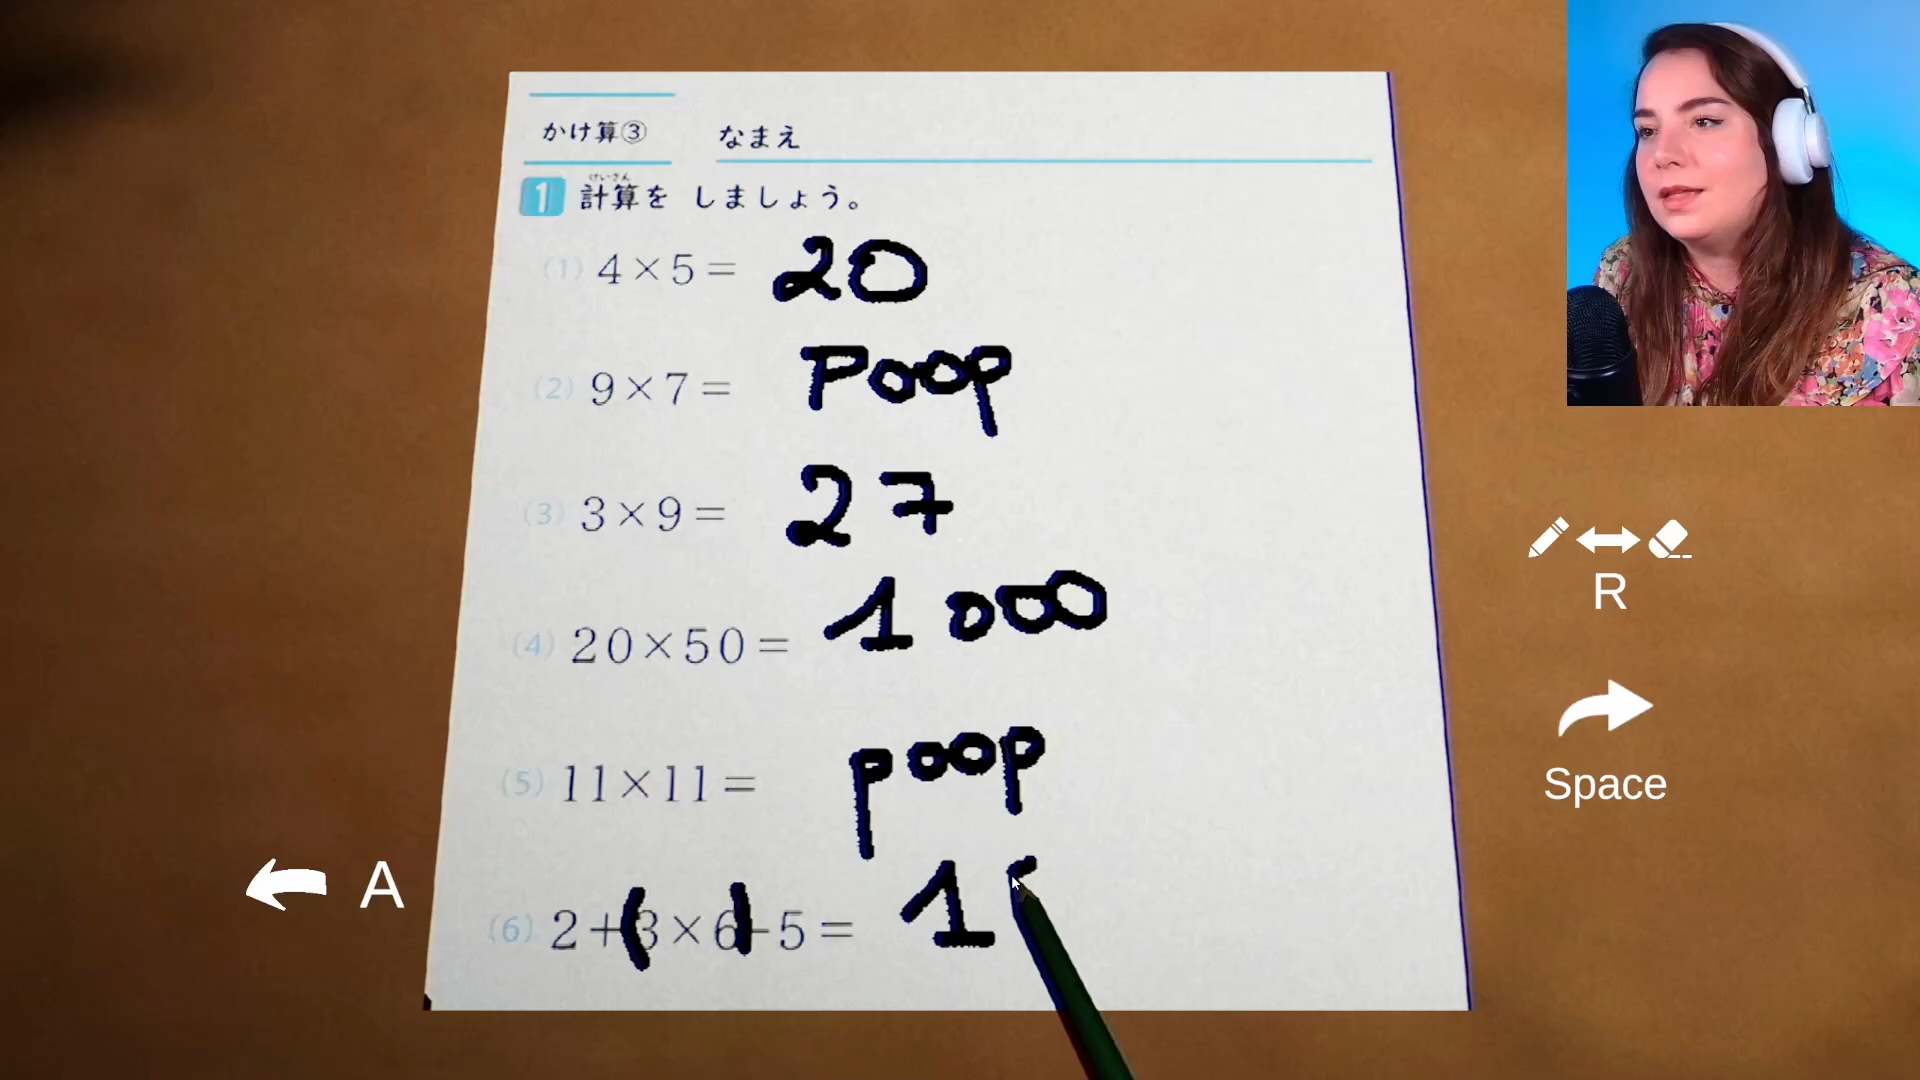 かけ算③ なまえ
けいさん
1 計算を しましょう。
(1) 4×5= 20
(2) 9×7= Poop
(3) 3×9= 27
(4) 20×50= 1000
(5) 11×11= poop
(6) 2+(3×6)-5= 1
R
Space
A